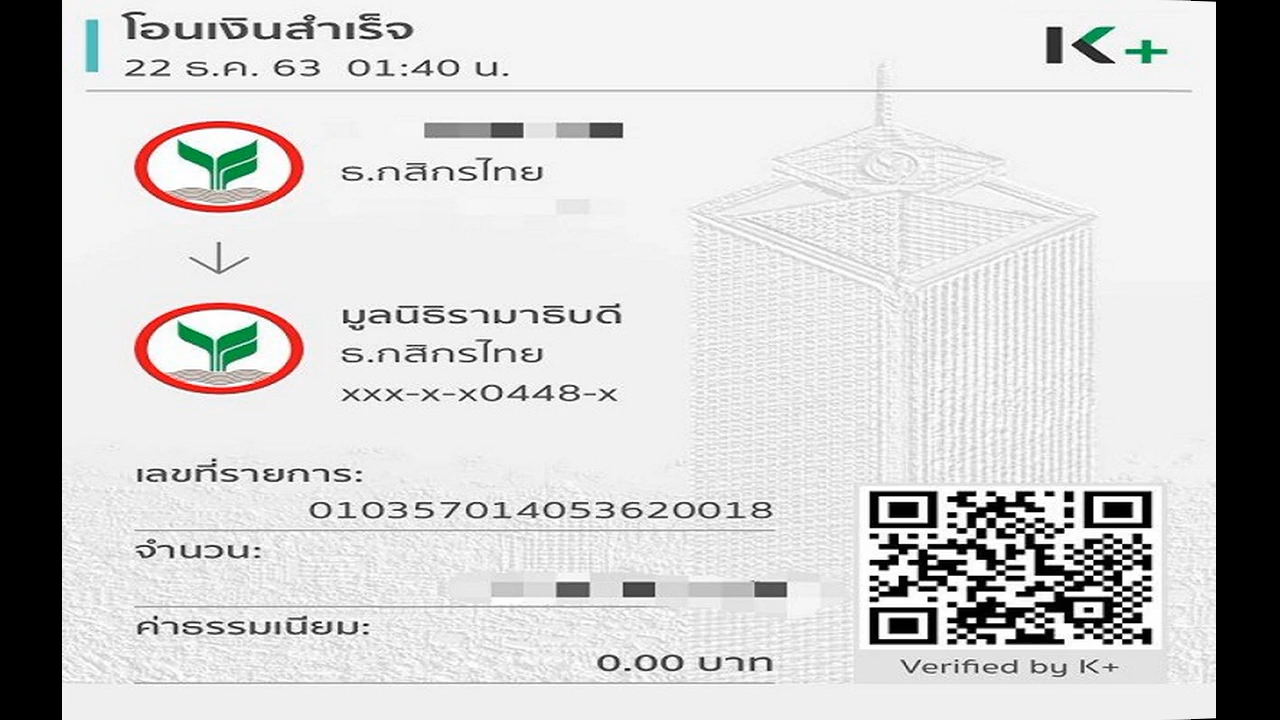 โอนเงินสำเร็จ
22 ธ.ค. 63 01:40 น.
K+
ธ.กสิกรไทย
มูลนิธิรามาธิบดี
ธ.กสิกรไทย
xxx-x-x0448-x
เลขที่รายการ:
010357014053620018
จำนวน:
ค่าธรรมเนียม:
0.00 บาท
Verified by K+